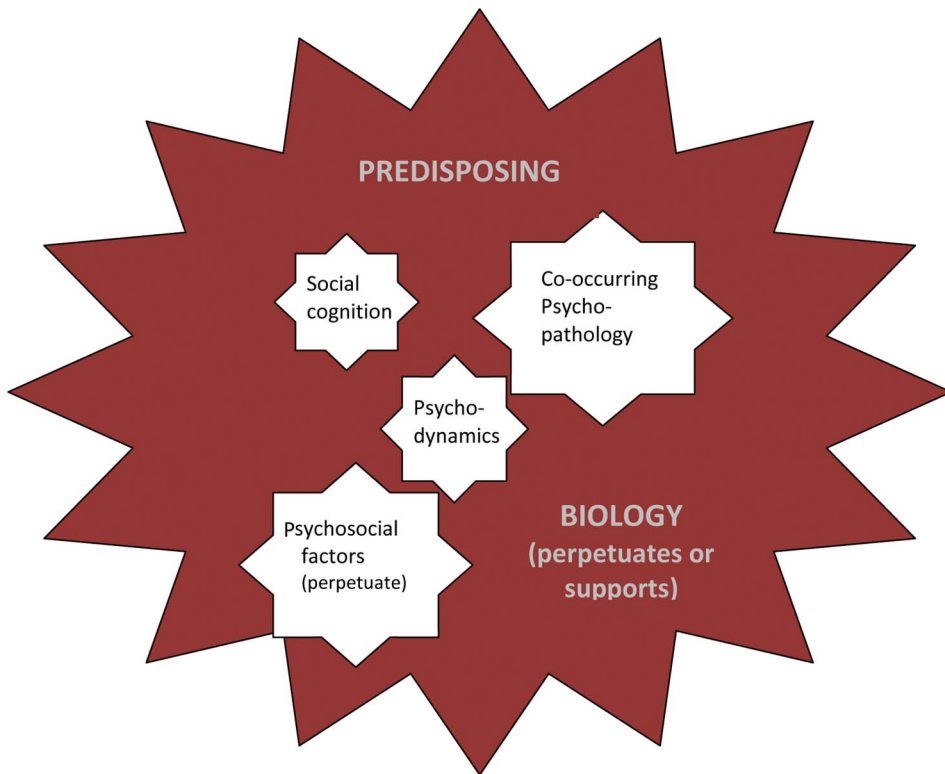 PREDISPOSING
Social
cognition
Co-occurring
Psycho-
pathology
Psycho-
dynamics
Psychosocial
factors
(perpetuate)
BIOLOGY
(perpetuates or
supports)